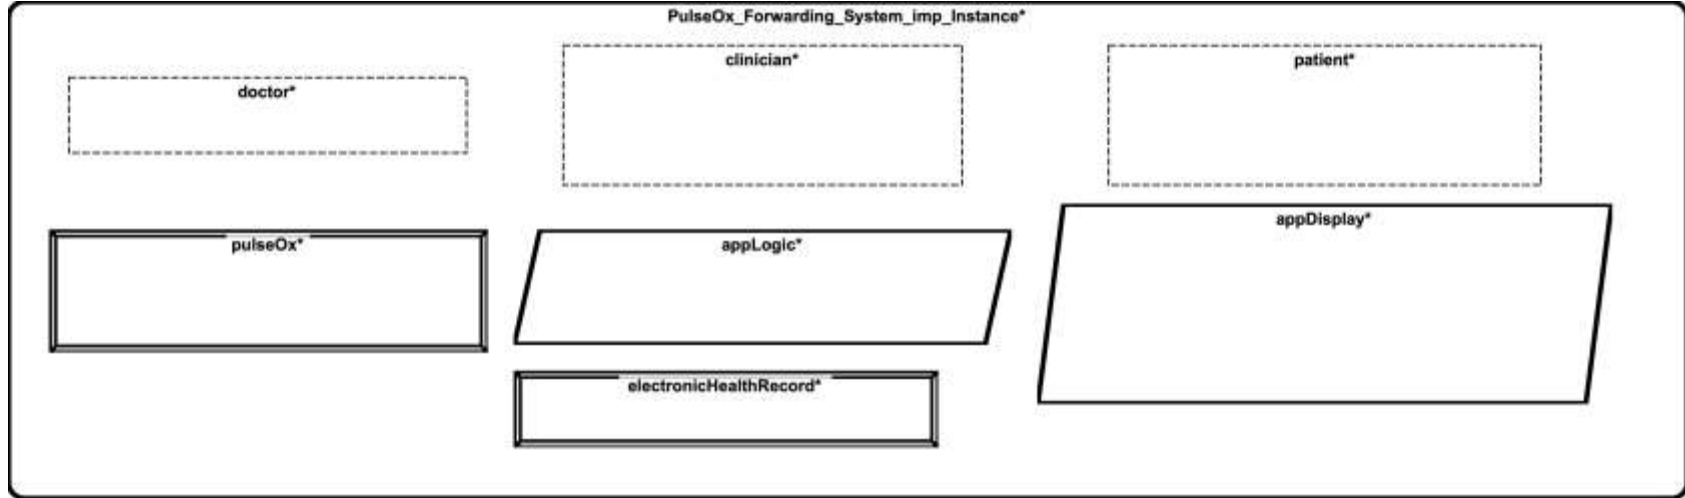 PulseOx_Forwarding_System_imp_Instance*
doctor*
clinician*
patient*
pulseOx*
appLogic*
appDisplay*
electronicHealthRecord*